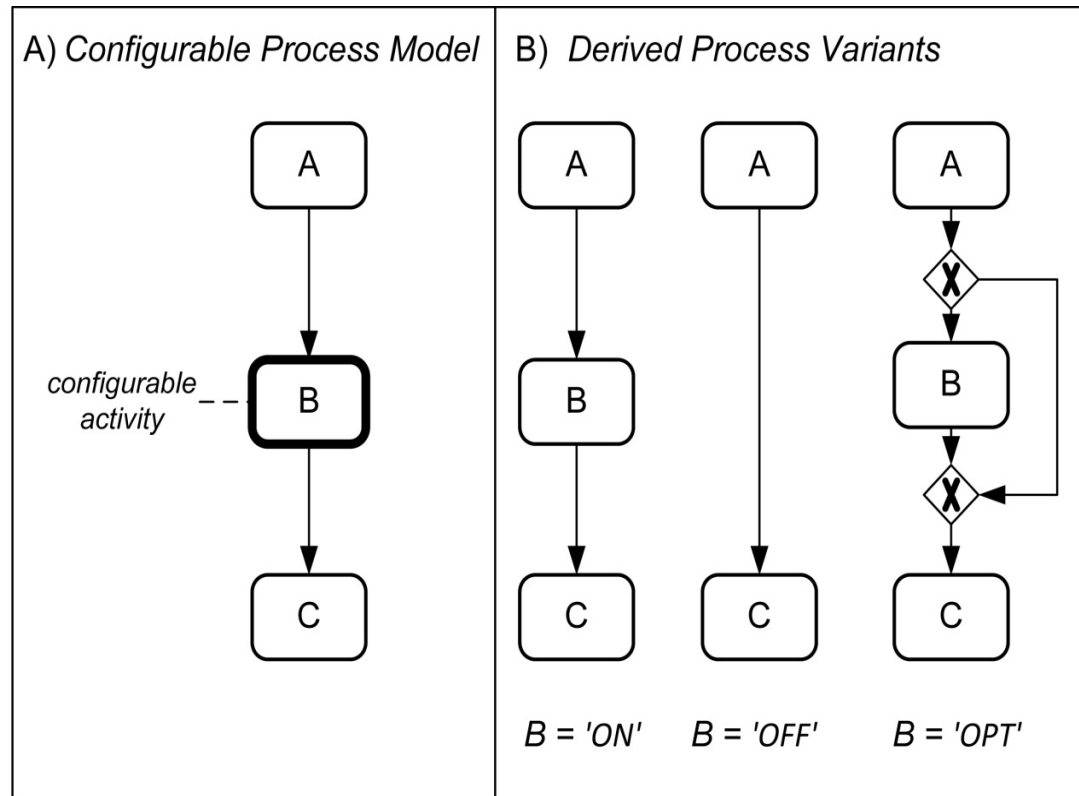 A) Configurable Process Model
A
configurable
activity
B
C
B) Derived Process Variants
A
B
C
B = 'ON'
A
C
B = 'OFF'
A
X
B
X
C
B = 'OPT'